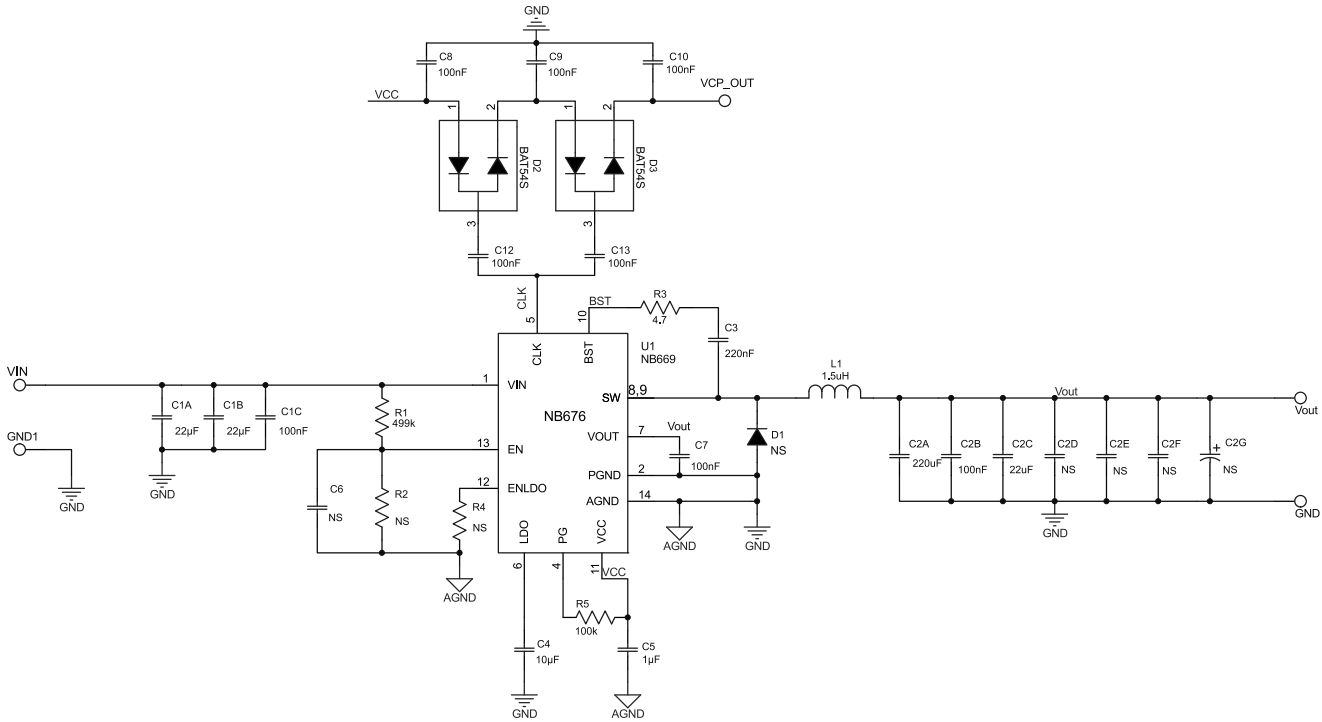 GND
C8
100nF
C9
100nF
C10
100nF
VCC
VCP_OUT
1
2
1
2
D2
BAT54S
D3
BAT54S
3
3
C12
100nF
C13
100nF
CLK
5
BST
10
R3
4.7
C3
220nF
U1
NB669
CLK
BST
VIN
1
VIN
C1A
22µF
C1B
22µF
C1C
100nF
R1
499k
SW
8,9
L1
1.5uH
Vout
Vout
NB676
GND1
GND
GND
13
EN
VOUT
7
Vout
C7
100nF
D1
NS
C2A
220uF
C2B
100nF
C2C
22uF
C2D
NS
C2E
NS
C2F
NS
C2G
+
NS
PGND
2
12
ENLDO
AGND
14
C6
NS
R2
NS
R4
NS
AGND
GND
GND
GND
AGND
LDO
PG
VCC
6
4
11
VCC
R5
100k
C4
10µF
C5
1µF
GND
AGND